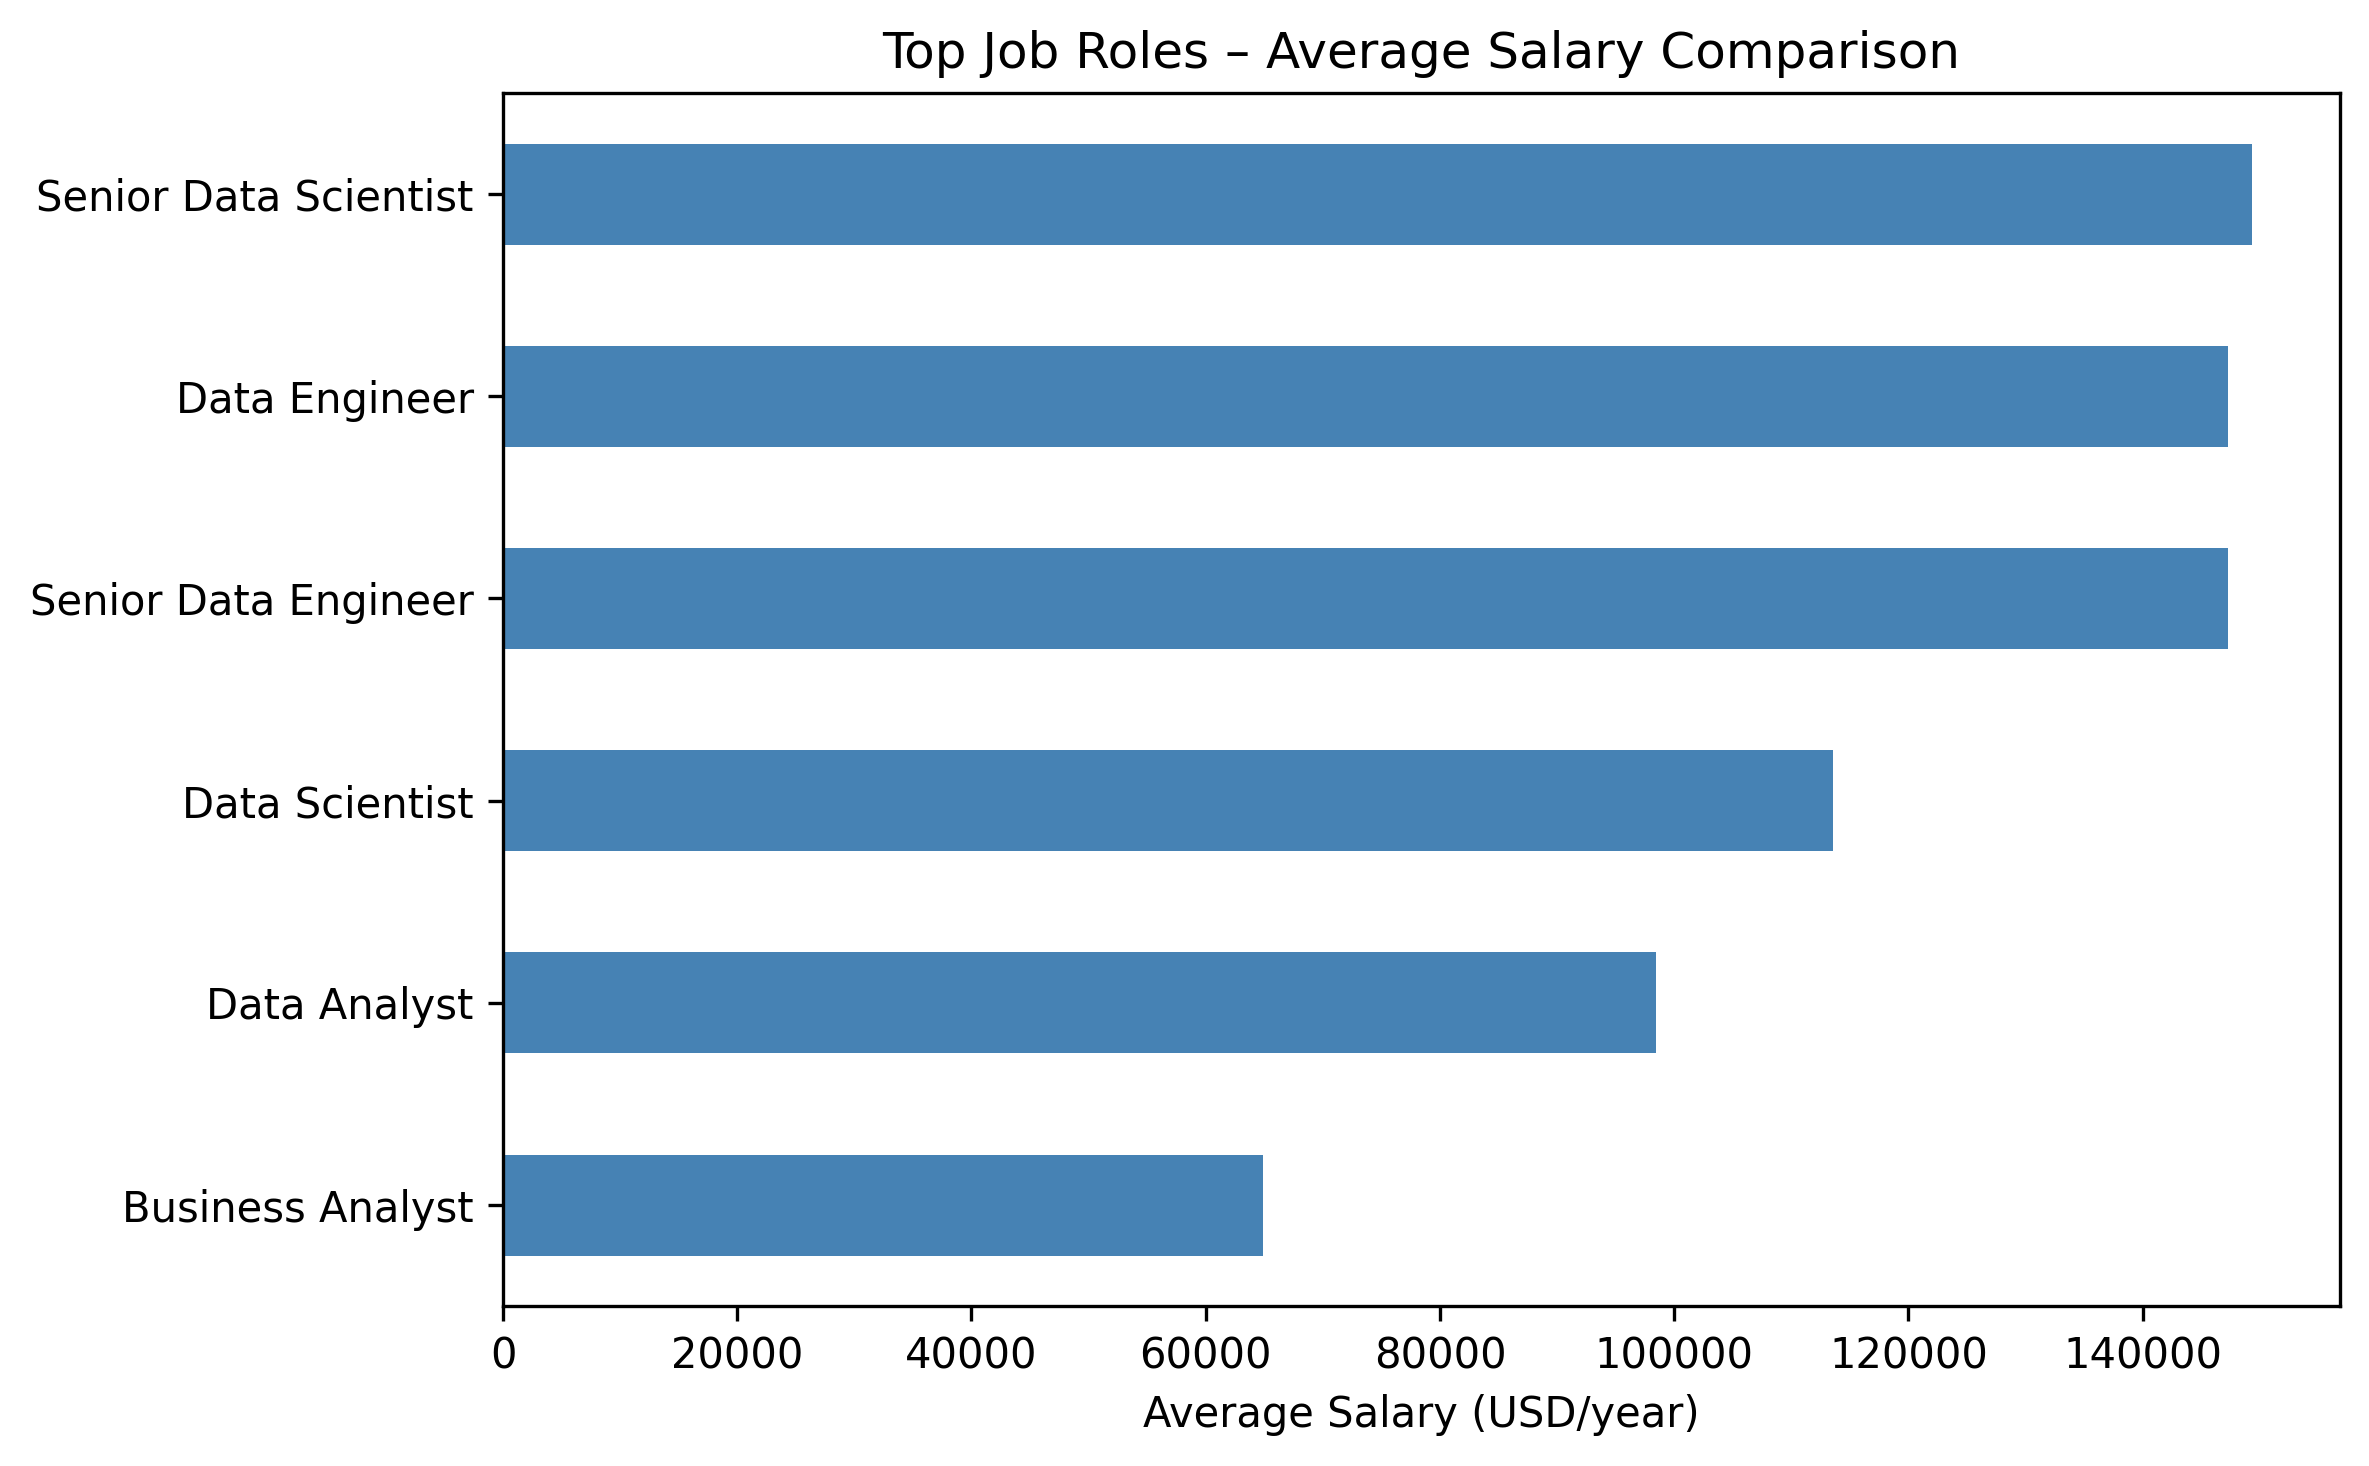 Top Job Roles – Average Salary Comparison
Senior Data Scientist
Data Engineer
Senior Data Engineer
Data Scientist
Data Analyst
Business Analyst
0 20000 40000 60000 80000 100000 120000 140000
Average Salary (USD/year)